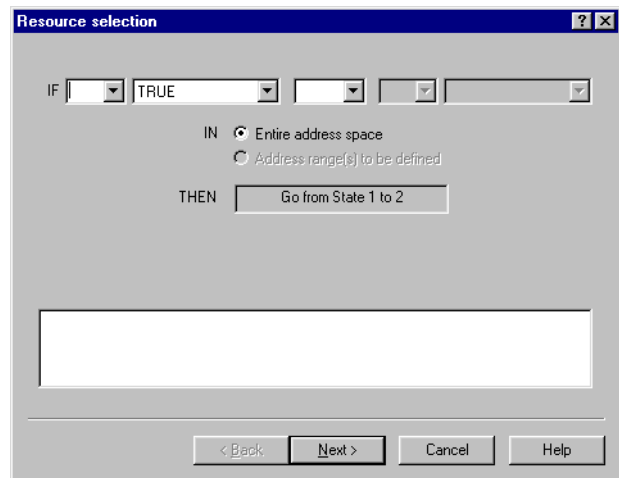 Resource selection
IF TRUE
IN Entire address space
Address range(s) to be defined
THEN Go from State 1 to 2
< Back Next > Cancel Help